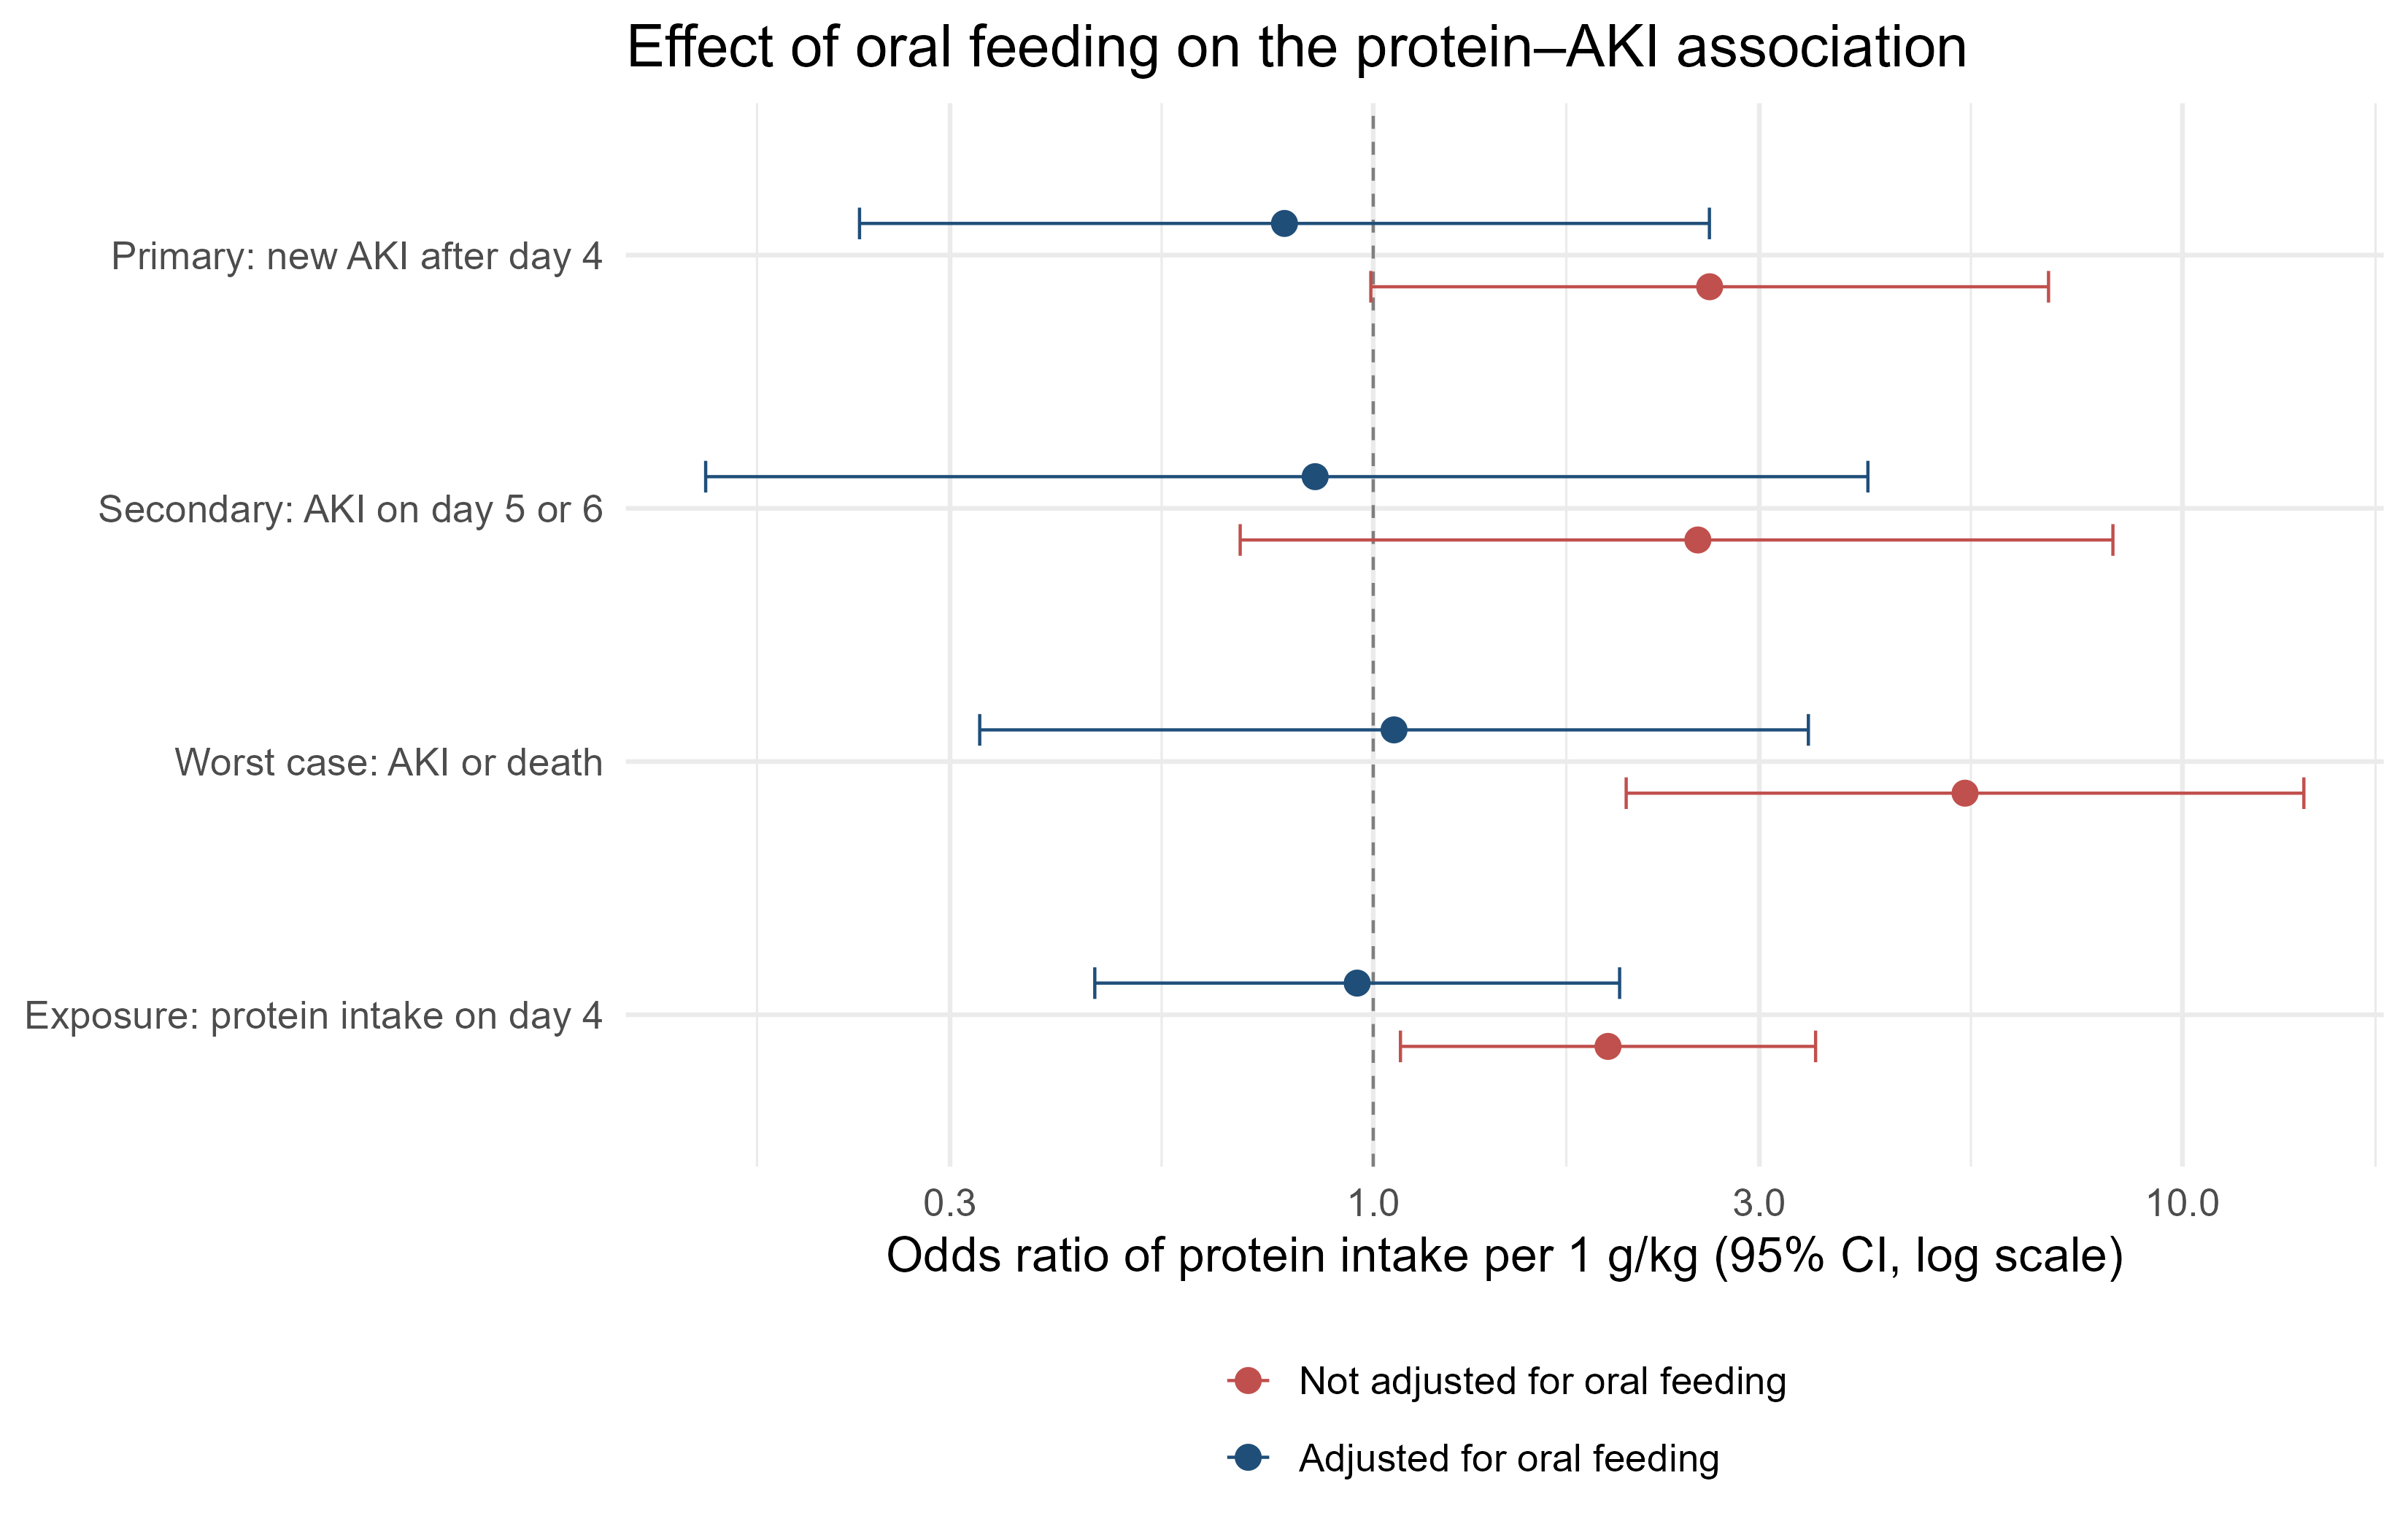 Effect of oral feeding on the protein–AKI association
Primary: new AKI after day 4
Secondary: AKI on day 5 or 6
Worst case: AKI or death
Exposure: protein intake on day 4
0.3 1.0 3.0 10.0
Odds ratio of protein intake per 1 g/kg (95% CI, log scale)
Not adjusted for oral feeding
Adjusted for oral feeding